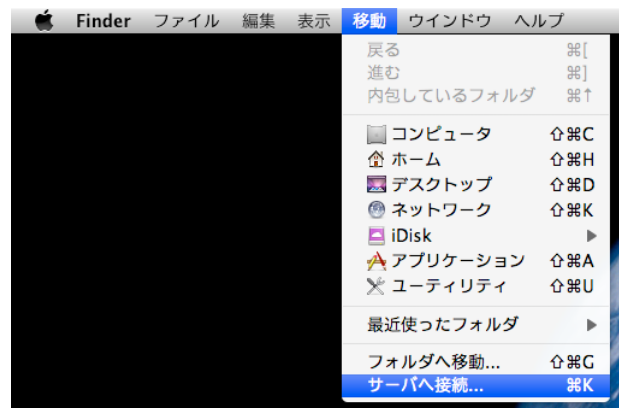 Finder ファイル 編集 表示 移動 ウインドウ ヘルプ
戻る ⌘[
進む ⌘]
内包しているフォルダ ⌘↑
コンピュータ ⇧⌘C
ホーム ⇧⌘H
デスクトップ ⇧⌘D
ネットワーク ⇧⌘K
iDisk ▶
アプリケーション ⇧⌘A
ユーティリティ ⇧⌘U
最近使ったフォルダ ▶
フォルダへ移動... ⇧⌘G
サーバへ接続... ⌘K